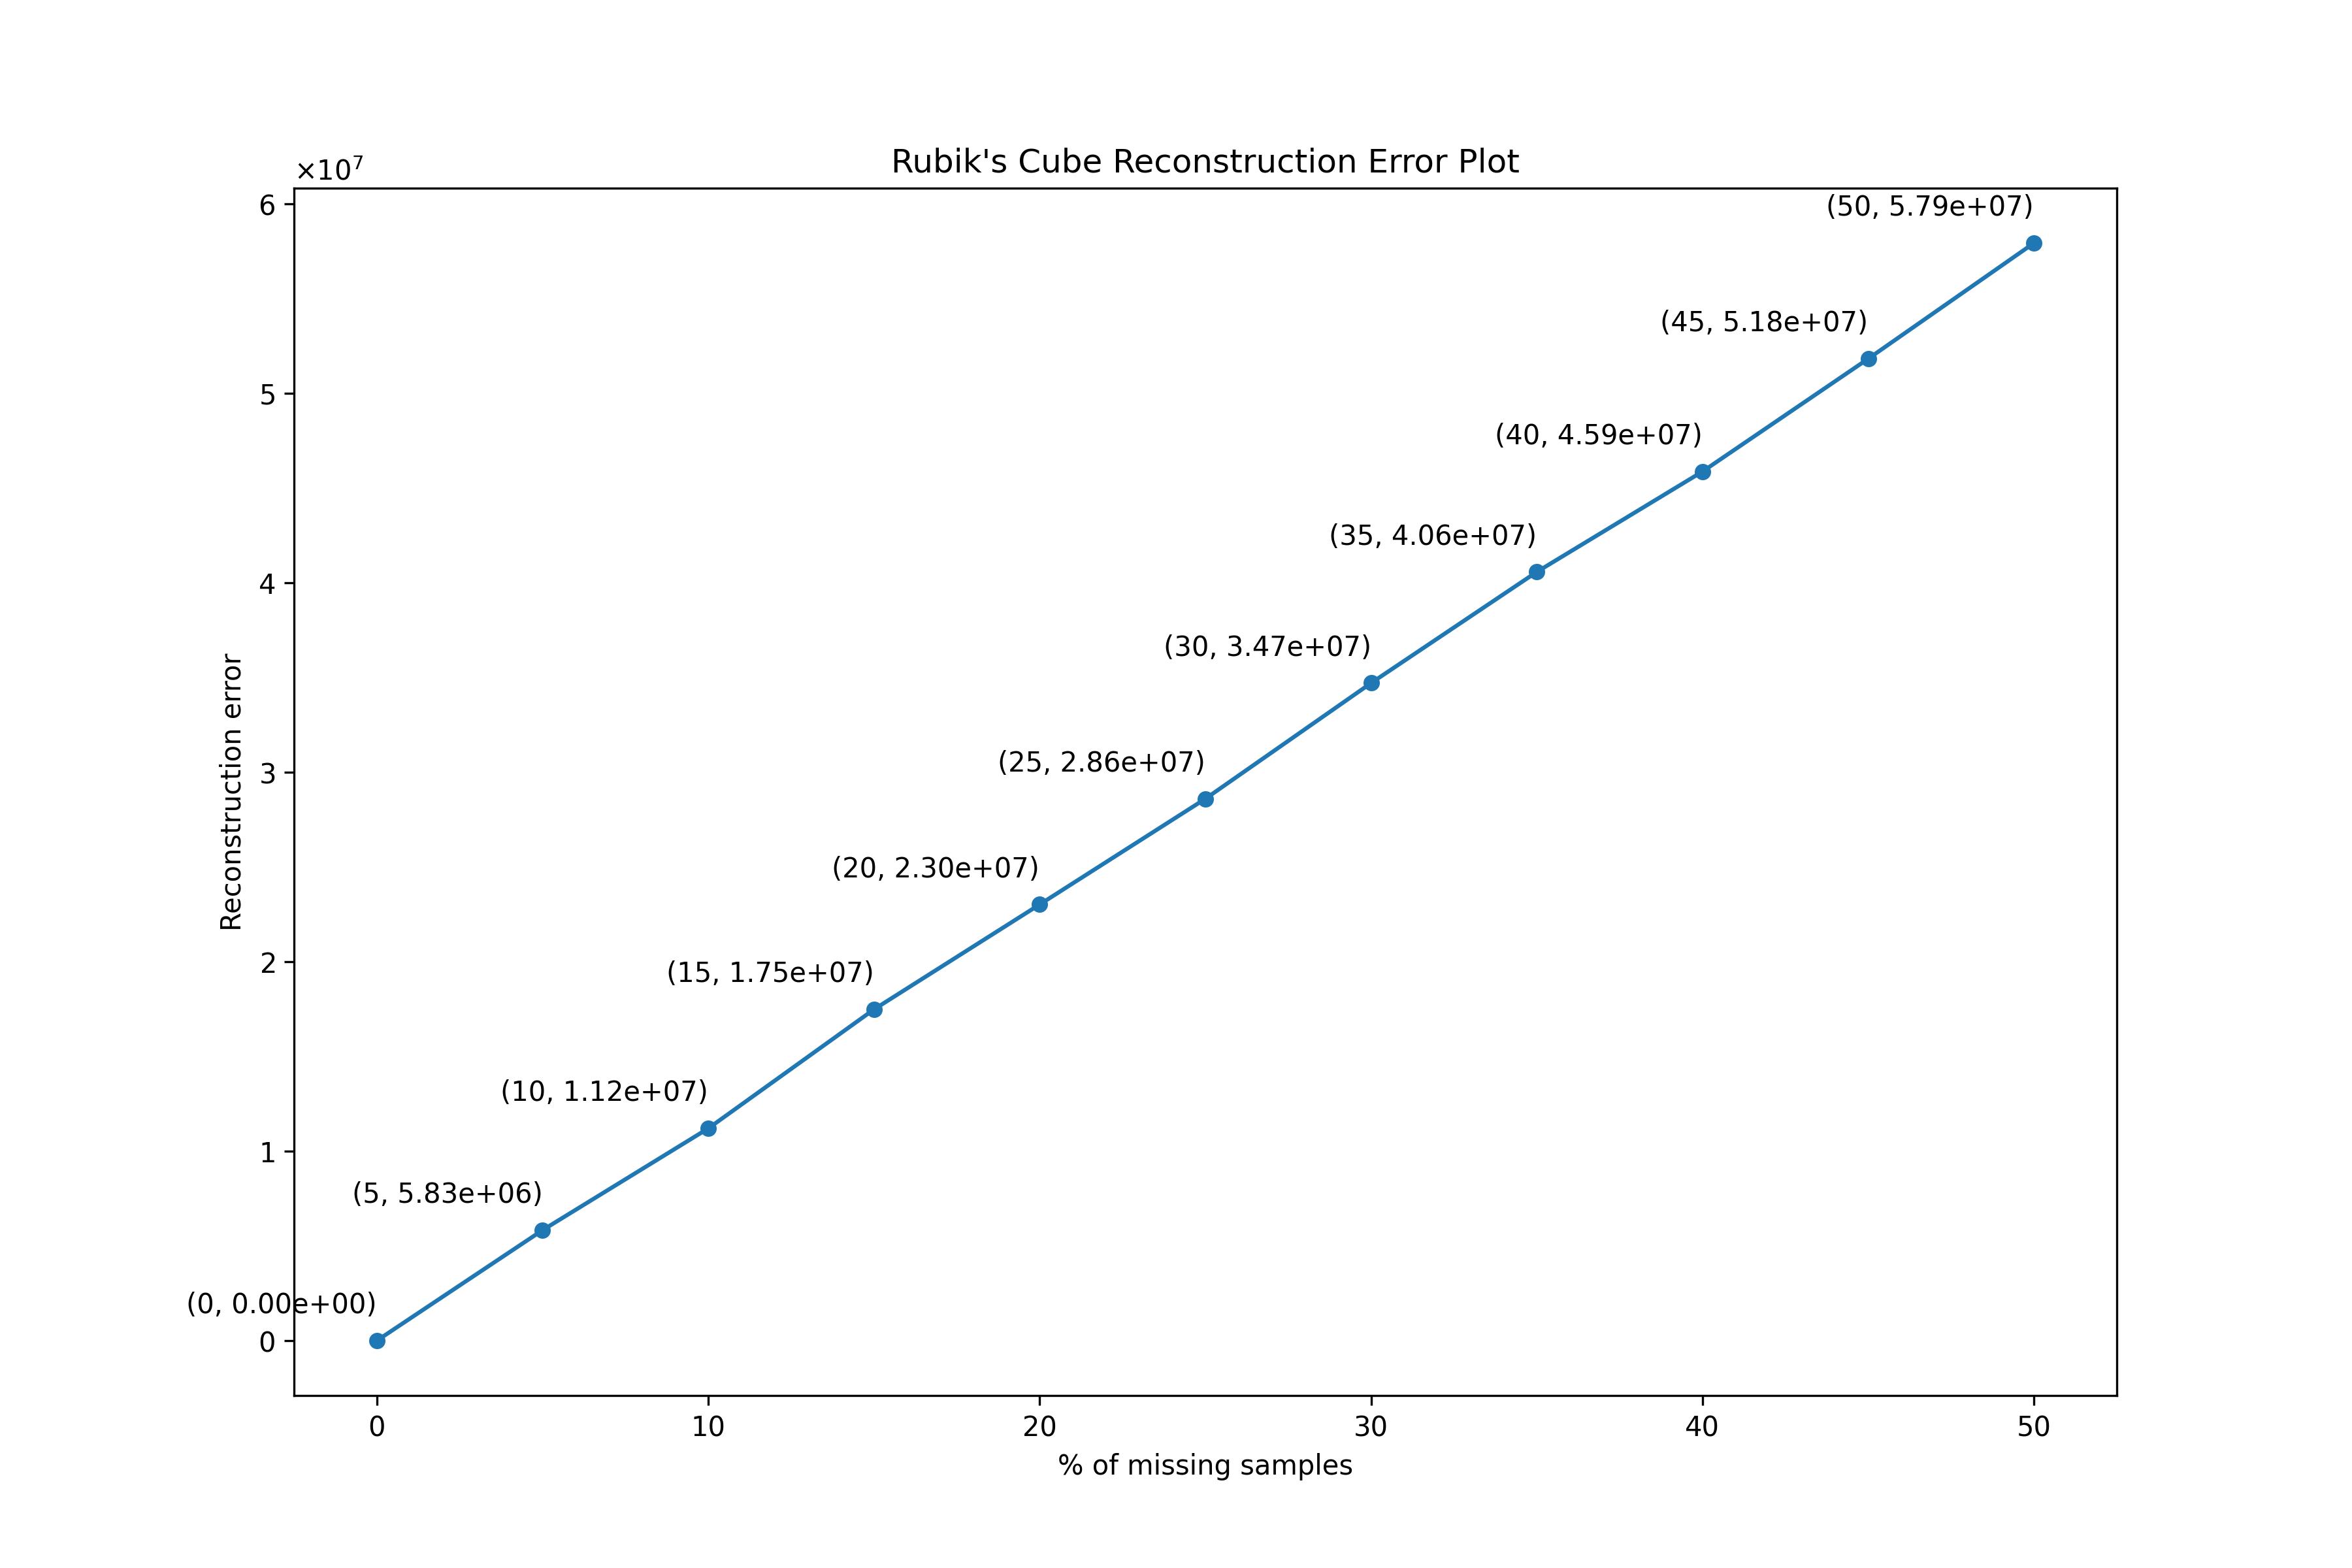 Rubik's Cube Reconstruction Error Plot
×10⁷
6
5
4
3
2
1
0
Reconstruction error
(50, 5.79e+07)
(45, 5.18e+07)
(40, 4.59e+07)
(35, 4.06e+07)
(30, 3.47e+07)
(25, 2.86e+07)
(20, 2.30e+07)
(15, 1.75e+07)
(10, 1.12e+07)
(5, 5.83e+06)
(0, 0.00e+00)
0 10 20 30 40 50
% of missing samples